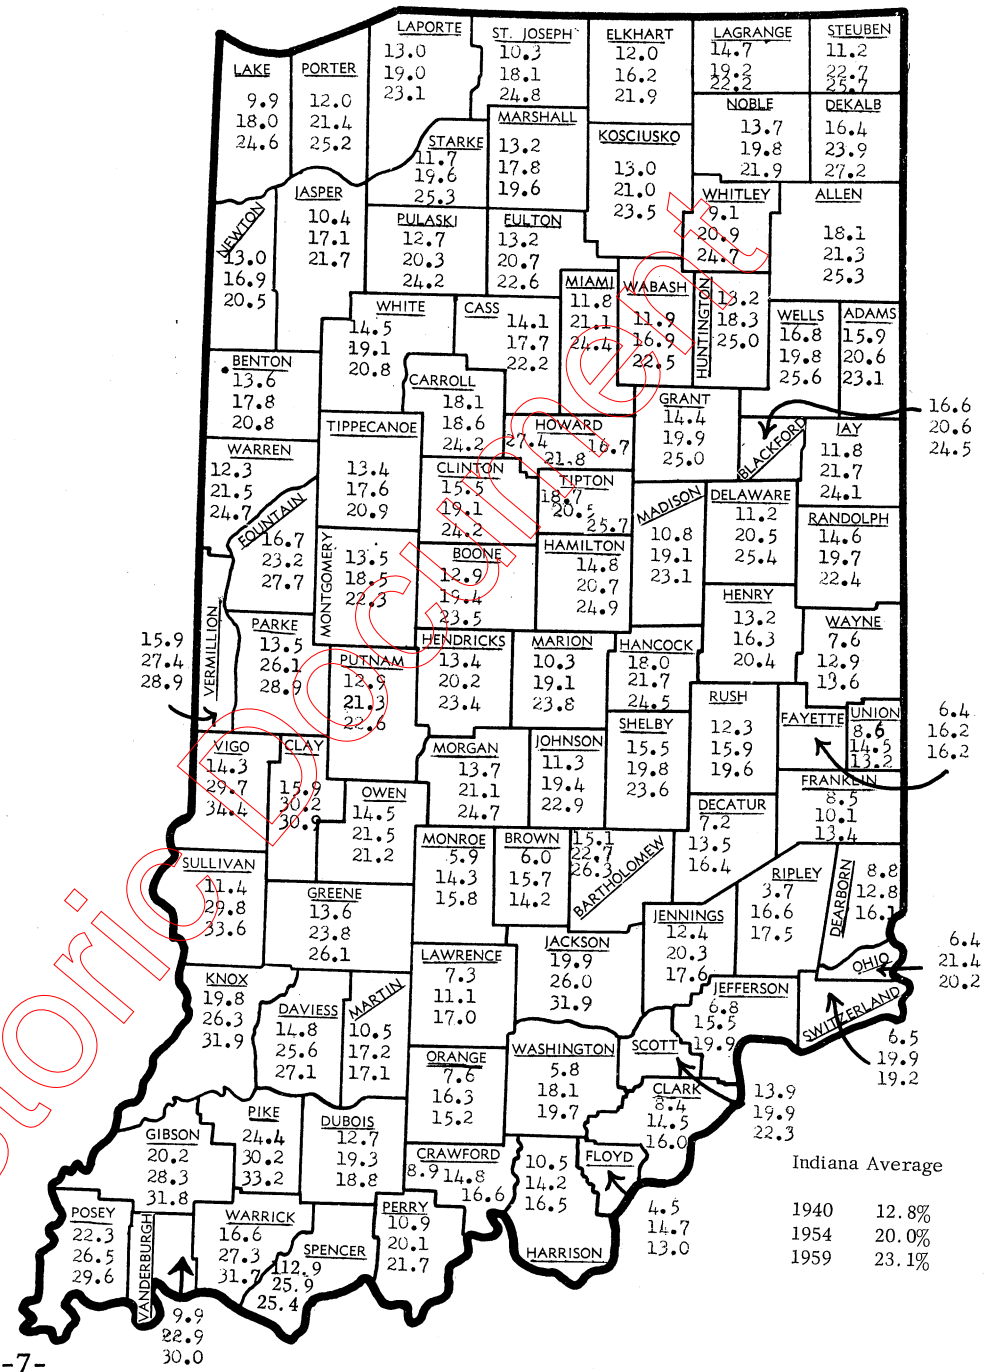 LAKE
9.9
18.0
24.6
PORTER
12.0
21.4
25.2
LAPORTE
13.0
19.0
23.1
ST. JOSEPH
10.3
18.1
24.8
ELKHART
12.0
16.2
21.9
LAGRANGE
14.7
19.2
22.2
STEUBEN
11.2
22.7
25.7
NOBLE
13.7
19.8
21.9
DEKALB
16.4
23.9
27.2
MARSHALL
13.2
17.8
19.6
STARKE
11.7
19.6
25.3
KOSCIUSKO
13.0
21.0
23.5
WHITLEY
9.1
20.9
24.7
ALLEN
18.1
21.3
25.3
NEWTON
13.0
16.9
20.5
JASPER
10.4
17.1
21.7
PULASKI
12.7
20.3
24.2
FULTON
13.2
20.7
22.6
MIAMI
11.8
21.1
24.4
WABASH
11.9
16.9
22.5
HUNTINGTON
13.2
18.3
25.0
WELLS
16.8
19.8
25.6
ADAMS
15.9
20.6
23.1
WHITE
14.5
19.1
20.8
CASS
14.1
17.7
22.2
BENTON
13.6
17.8
20.8
CARROLL
18.1
18.6
24.2
GRANT
14.4
19.9
25.0
BLACKFORD
16.6
20.6
24.5
JAY
11.8
21.7
24.1
HOWARD
27.4 16.7
21.8
WARREN
12.3
21.5
24.7
TIPPECANOE
13.4
17.6
20.9
CLINTON
15.5
19.1
24.2
TIPTON
18.7
20.5
25.7
MADISON
10.8
19.1
23.1
DELAWARE
11.2
20.5
25.4
RANDOLPH
14.6
19.7
22.4
FOUNTAIN
16.7
23.2
27.7
MONTGOMERY
13.5
18.5
22.3
BOONE
12.9
19.4
23.5
HAMILTON
14.8
20.7
24.9
HENRY
13.2
16.3
20.4
WAYNE
7.6
12.9
13.6
VERMILLION
15.9
27.4
28.9
PARKE
13.5
26.1
28.9
PUTNAM
12.9
21.3
22.6
HENDRICKS
13.4
20.2
23.4
MARION
10.3
19.1
23.8
HANCOCK
18.0
21.7
24.5
RUSH
12.3
15.9
19.6
FAYETTE
6.4
16.2
16.2
UNION
8.6
14.5
13.2
SHELBY
15.5
19.8
23.6
VIGO
14.3
29.7
34.4
CLAY
15.9
30.2
30.9
OWEN
14.5
21.5
21.2
MORGAN
13.7
21.1
24.7
JOHNSON
11.3
19.4
22.9
FRANKLIN
8.5
10.1
13.4
DECATUR
7.2
13.5
16.4
MONROE
5.9
14.3
15.8
BROWN
6.0
15.7
14.2
BARTHOLOMEW
15.1
22.7
26.3
SULLIVAN
11.4
29.8
33.6
GREENE
13.6
23.8
26.1
RIPLEY
3.7
16.6
17.5
DEARBORN
8.8
12.8
16.1
JENNINGS
12.4
20.3
17.6
JACKSON
19.9
26.0
31.9
LAWRENCE
7.3
11.1
17.0
OHIO
6.4
21.4
20.2
KNOX
19.8
26.3
31.9
DAVIESS
14.8
25.6
27.1
MARTIN
10.5
17.2
17.1
JEFFERSON
6.8
15.5
19.9
SWITZERLAND
6.5
19.9
19.2
ORANGE
7.6
16.3
15.2
WASHINGTON
5.8
18.1
19.7
SCOTT
13.9
19.9
22.3
CLARK
8.4
14.5
16.0
GIBSON
20.2
28.3
31.8
PIKE
24.4
30.2
33.2
DUBOIS
12.7
19.3
18.8
CRAWFORD
8.9 14.8
16.6
10.5
14.2
16.5
HARRISON
FLOYD
4.5
14.7
13.0
POSEY
22.3
26.5
29.6
VANDERBURGH
9.9
22.9
30.0
WARRICK
16.6
27.3
31.7
SPENCER
12.9
25.9
25.4
PERRY
10.9
20.1
21.7
Indiana Average
1940 12.8%
1954 20.0%
1959 23.1%
-7-
storic Document